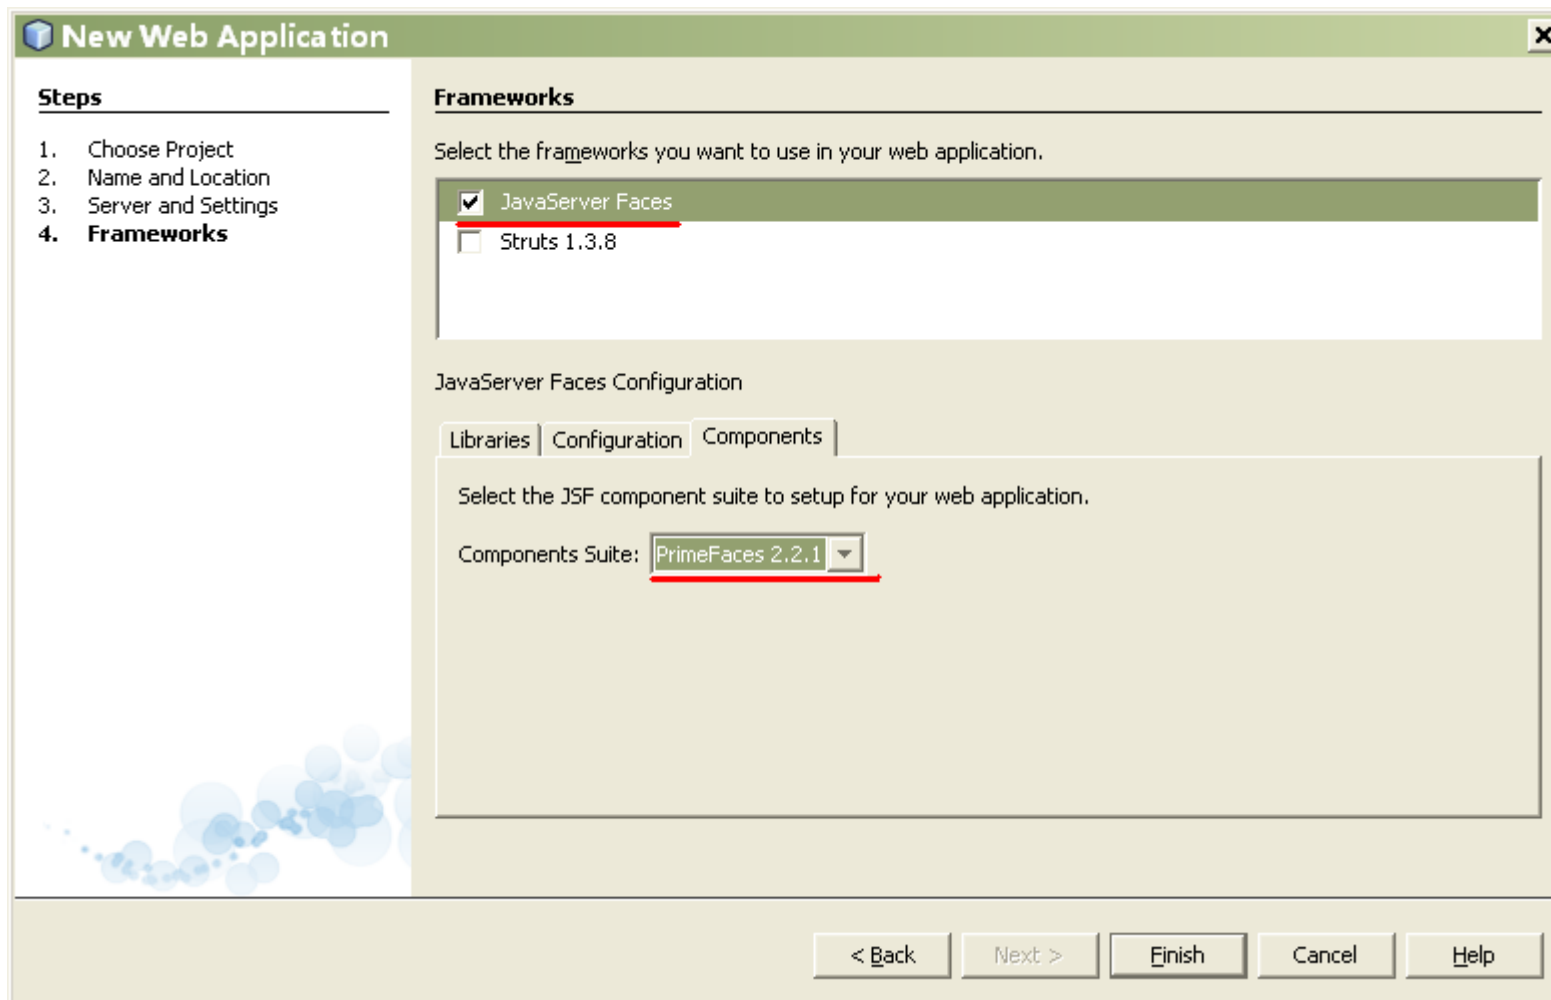 New Web Application
Steps
1. Choose Project
2. Name and Location
3. Server and Settings
4. Frameworks
Frameworks
Select the frameworks you want to use in your web application.
JavaServer Faces
Struts 1.3.8
JavaServer Faces Configuration
Libraries Configuration Components
Select the JSF component suite to setup for your web application.
Components Suite: PrimeFaces 2.2.1
< Back Next > Finish Cancel Help